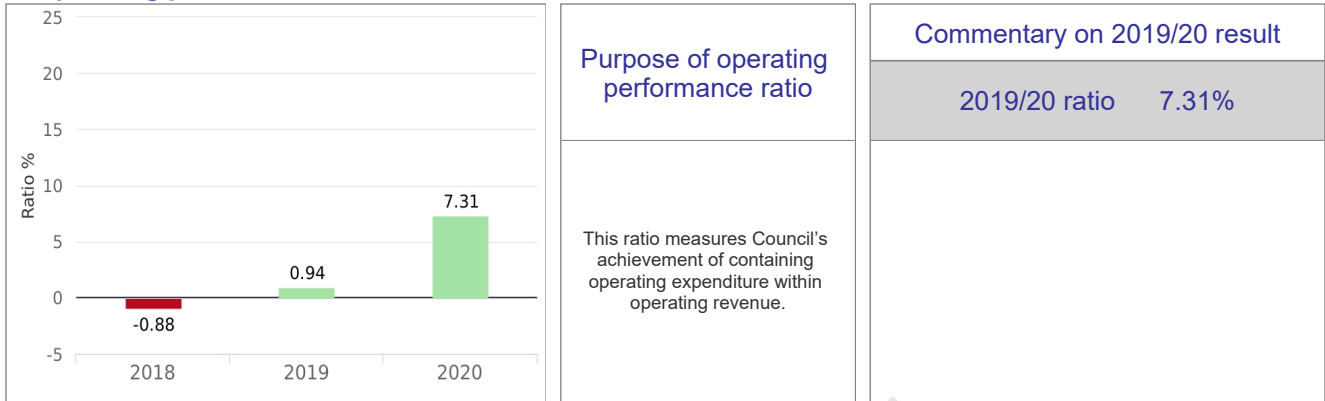 25
20
15
10
5
0
-5
Ratio %
-0.88
0.94
7.31
2018
2019
2020
Purpose of operating
performance ratio
This ratio measures Council’s
achievement of containing
operating expenditure within
operating revenue.
Commentary on 2019/20 result
2019/20 ratio 7.31%